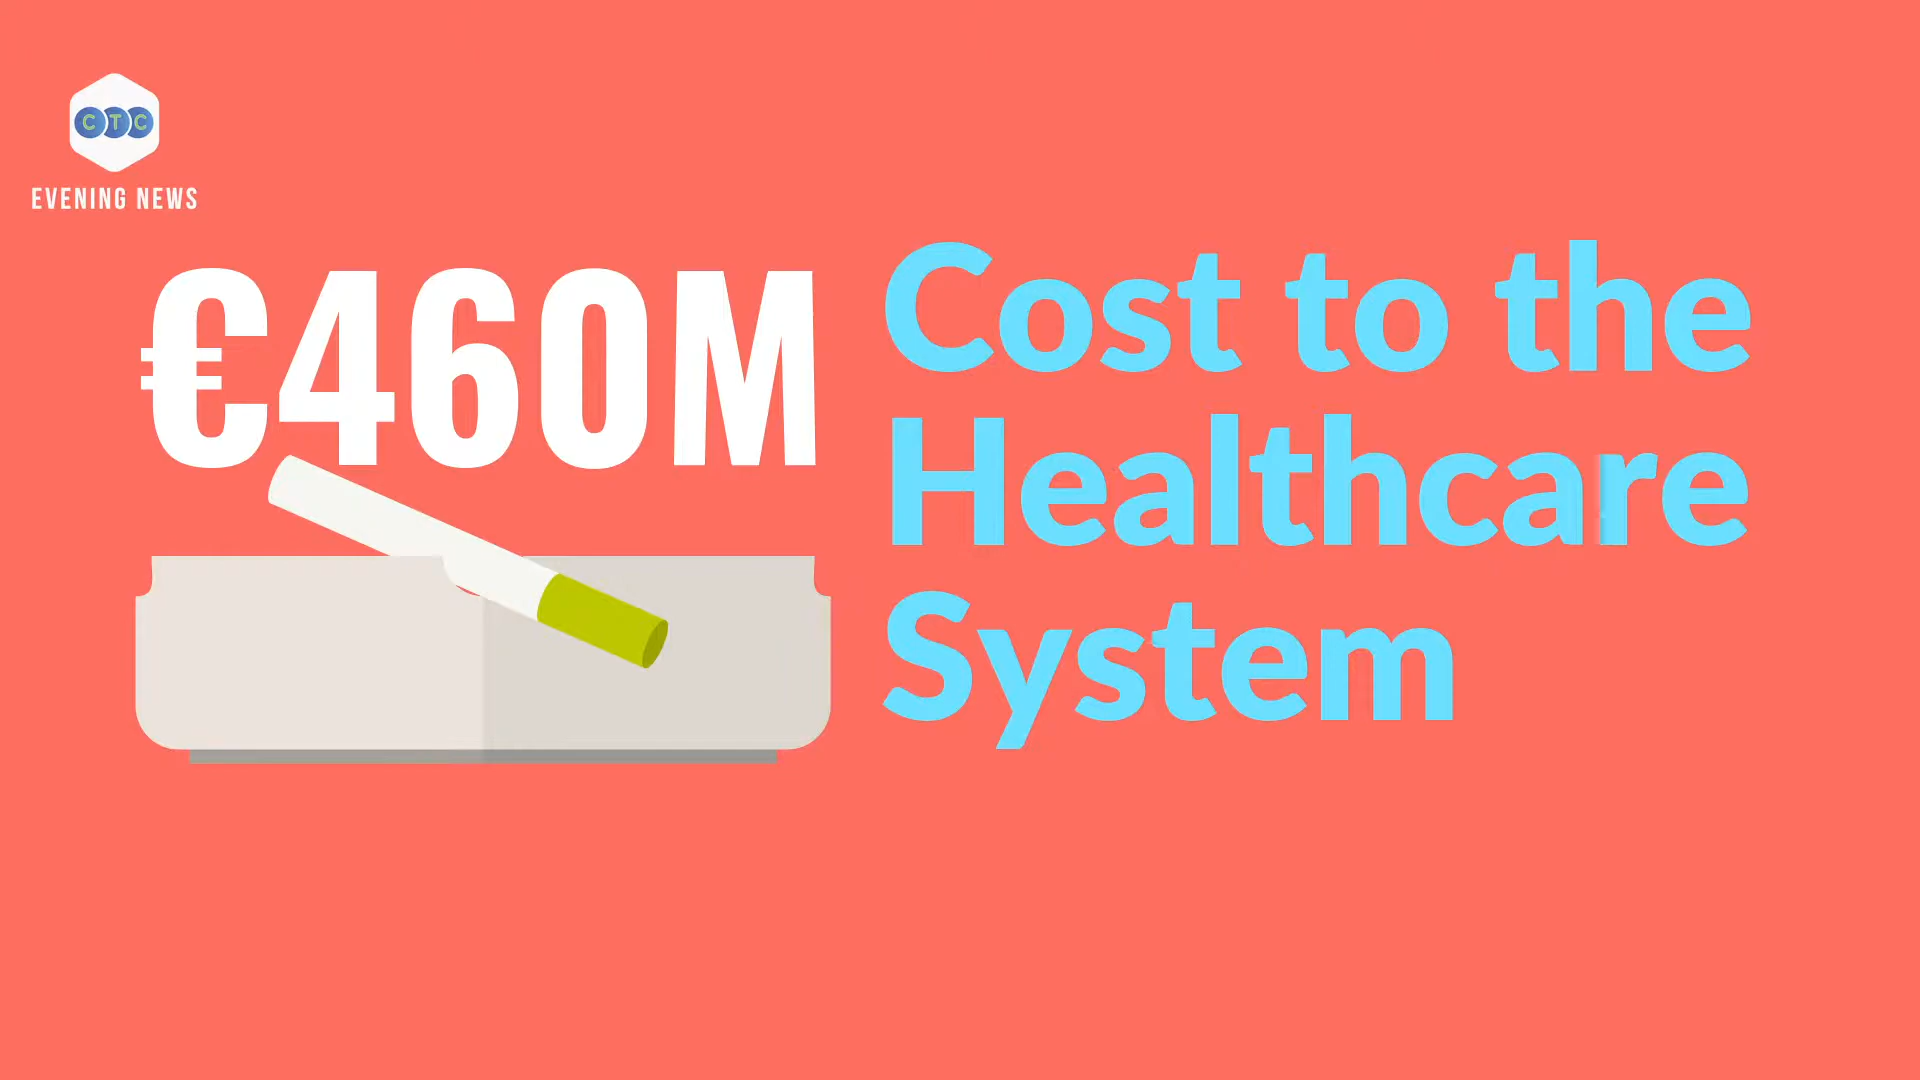 CTC
EVENING NEWS
€460M
Cost to the
Healthcare
System